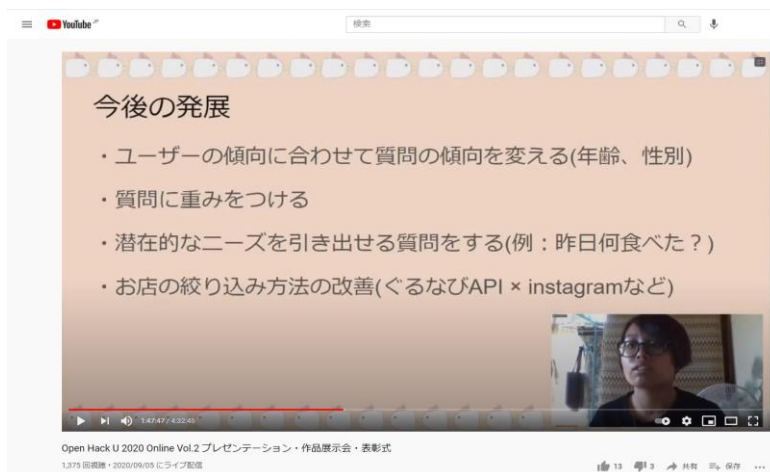 YouTube JP
検索
今後の発展
・ユーザーの傾向に合わせて質問の傾向を変える(年齢、性別)
・質問に重みをつける
・潜在的なニーズを引き出せる質問をする(例：昨日何食べた？)
・お店の絞り込み方法の改善(ぐるなびAPI × instagramなど)
1:47:47 / 4:32:45
Open Hack U 2020 Online Vol.2 プレゼンテーション・作品展示会・表彰式
1,375 回視聴・2020/09/05 にライブ配信
13
3
共有
保存